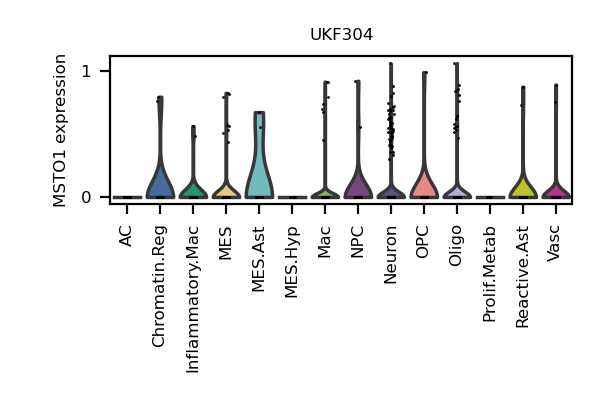 UKF304
MSTO1 expression
1
0
AC
Chromatin.Reg
Inflammatory.Mac
MES
MES.Ast
MES.Hyp
Mac
NPC
Neuron
OPC
Oligo
Prolif.Metab
Reactive.Ast
Vasc